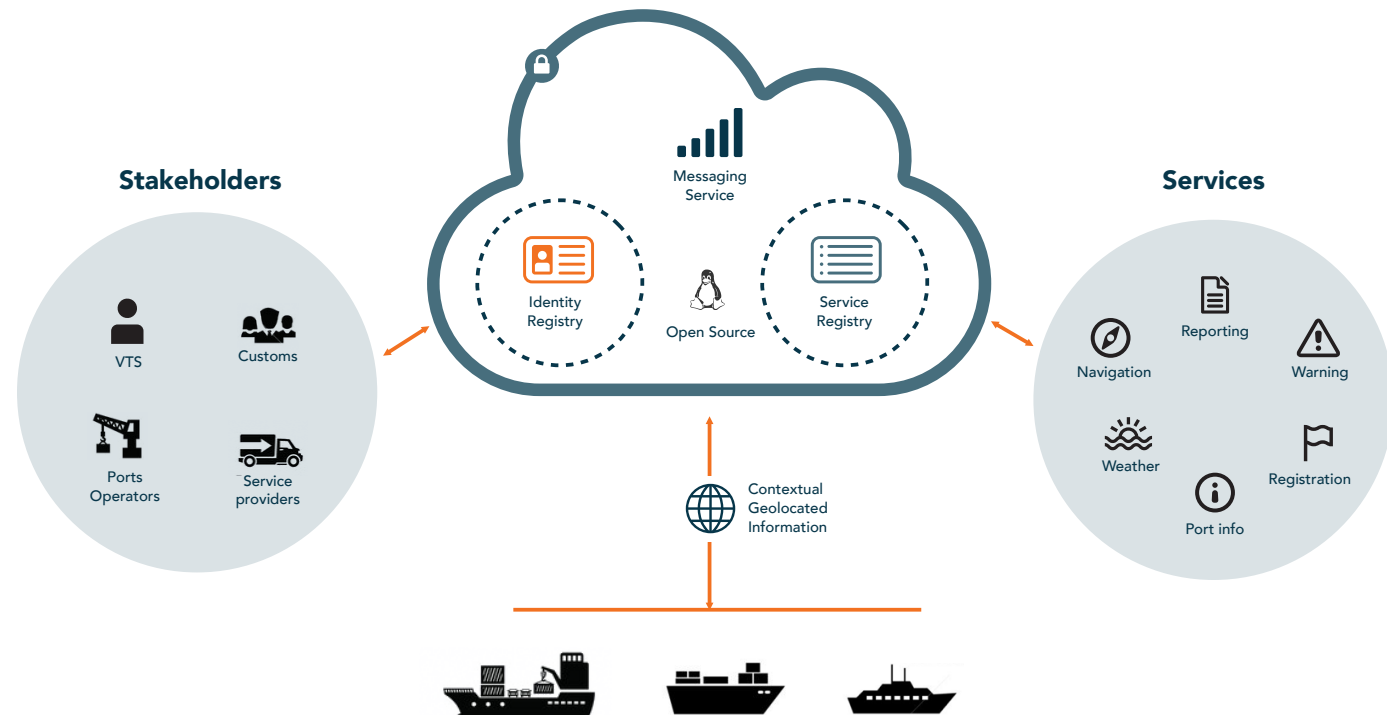 Stakeholders
VTS
Customs
Ports
Operators
Service
providers
Messaging
Service
Identity
Registry
Open Source
Service
Registry
Contextual
Geolocated
Information
Services
Reporting
Navigation
Warning
Weather
Registration
Port info